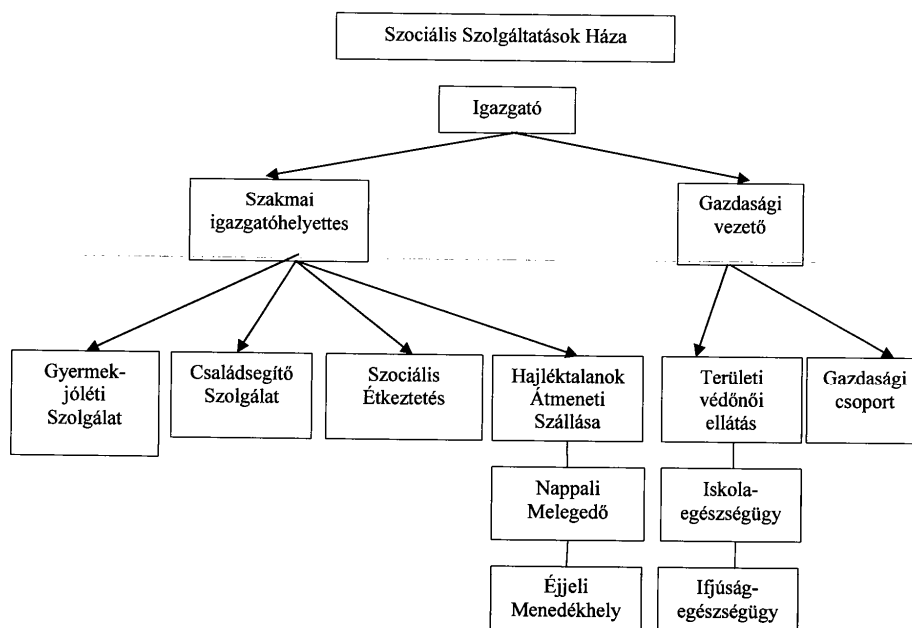 Szociális Szolgáltatások Háza
Igazgató
Szakmai
igazgatóhelyettes
Gazdasági
vezető
Gyermek-
jóléti
Szolgálat
Családsegítő
Szolgálat
Szociális
Étkeztetés
Hajléktalanok
Átmeneti
Szállása
Területi
védőnői
ellátás
Gazdasági
csoport
Nappali
Melegedő
Iskola-
egészségügy
Éjjeli
Menedékhely
Ifjúság-
egészségügy